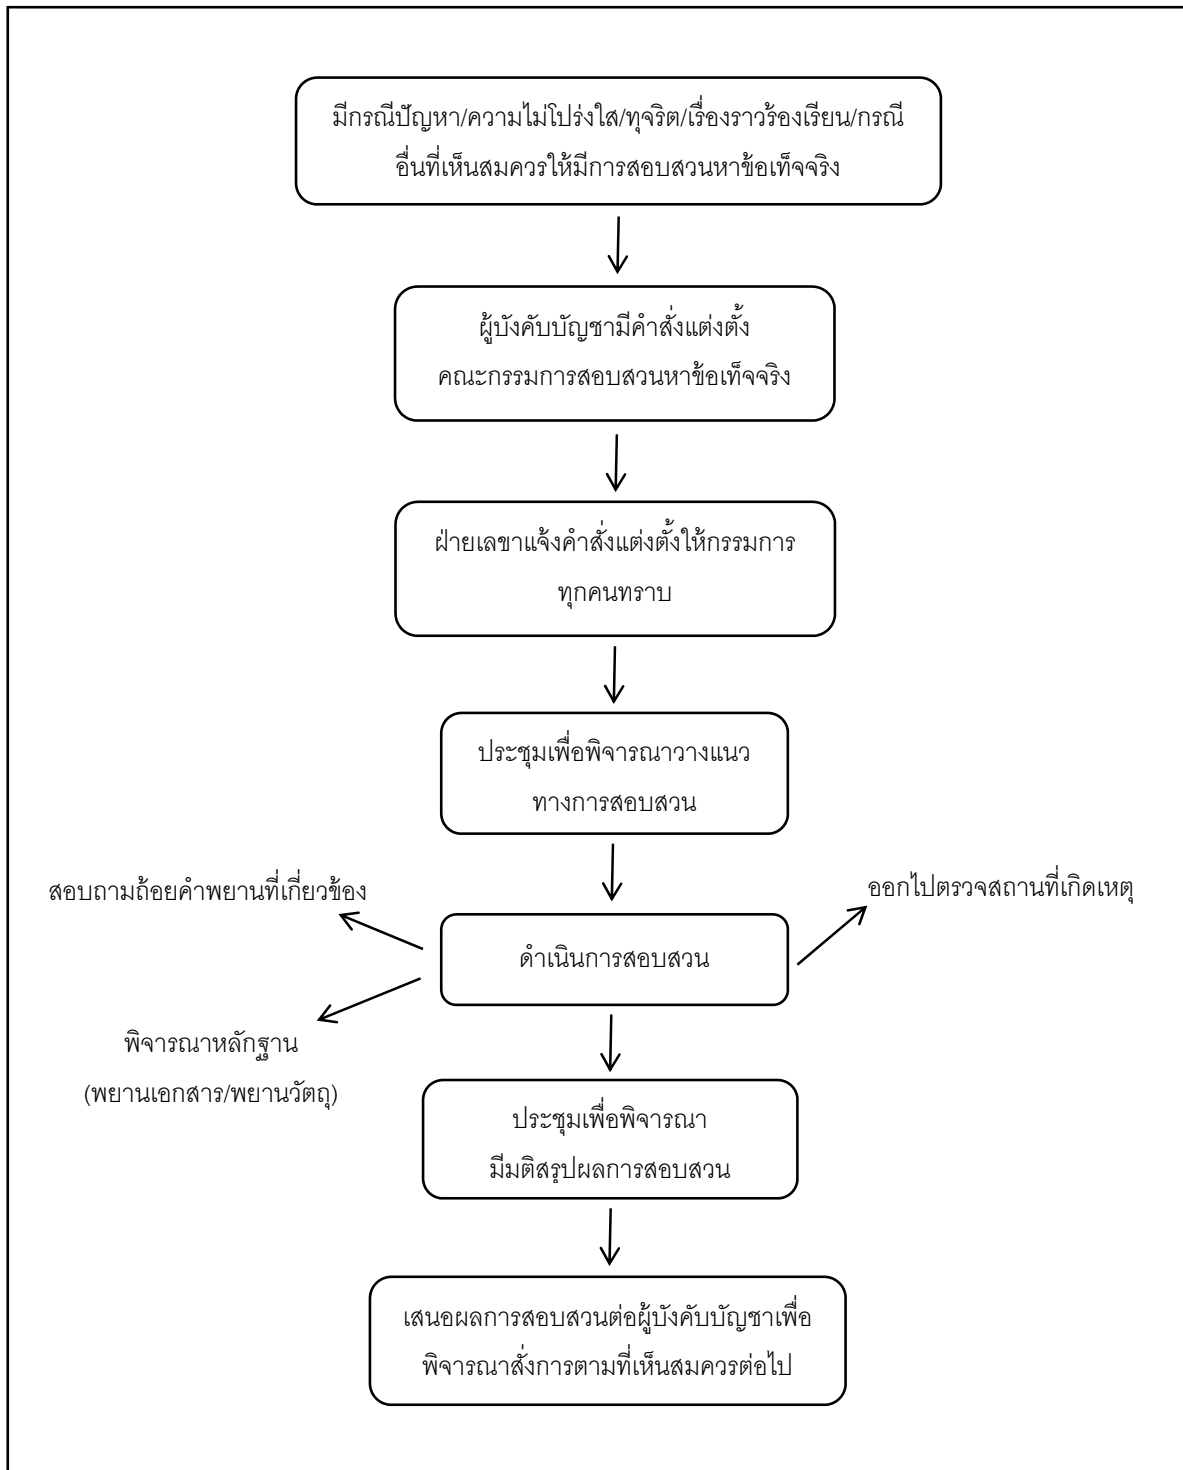 มีกรณีปัญหา/ความไม่โปร่งใส/ทุจริต/เรื่องราวร้องเรียน/กรณี
อื่นที่เห็นสมควรให้มีการสอบสวนหาข้อเท็จจริง
ผู้บังคับบัญชามีคำสั่งแต่งตั้ง
คณะกรรมการสอบสวนหาข้อเท็จจริง
ฝ่ายเลขาแจ้งคำสั่งแต่งตั้งให้กรรมการ
ทุกคนทราบ
ประชุมเพื่อพิจารณาวางแนว
ทางการสอบสวน
สอบถามถ้อยคำพยานที่เกี่ยวข้อง
ออกไปตรวจสถานที่เกิดเหตุ
ดำเนินการสอบสวน
พิจารณาหลักฐาน
(พยานเอกสาร/พยานวัตถุ)
ประชุมเพื่อพิจารณา
มีมติสรุปผลการสอบสวน
เสนอผลการสอบสวนต่อผู้บังคับบัญชาเพื่อ
พิจารณาสั่งการตามที่เห็นสมควรต่อไป